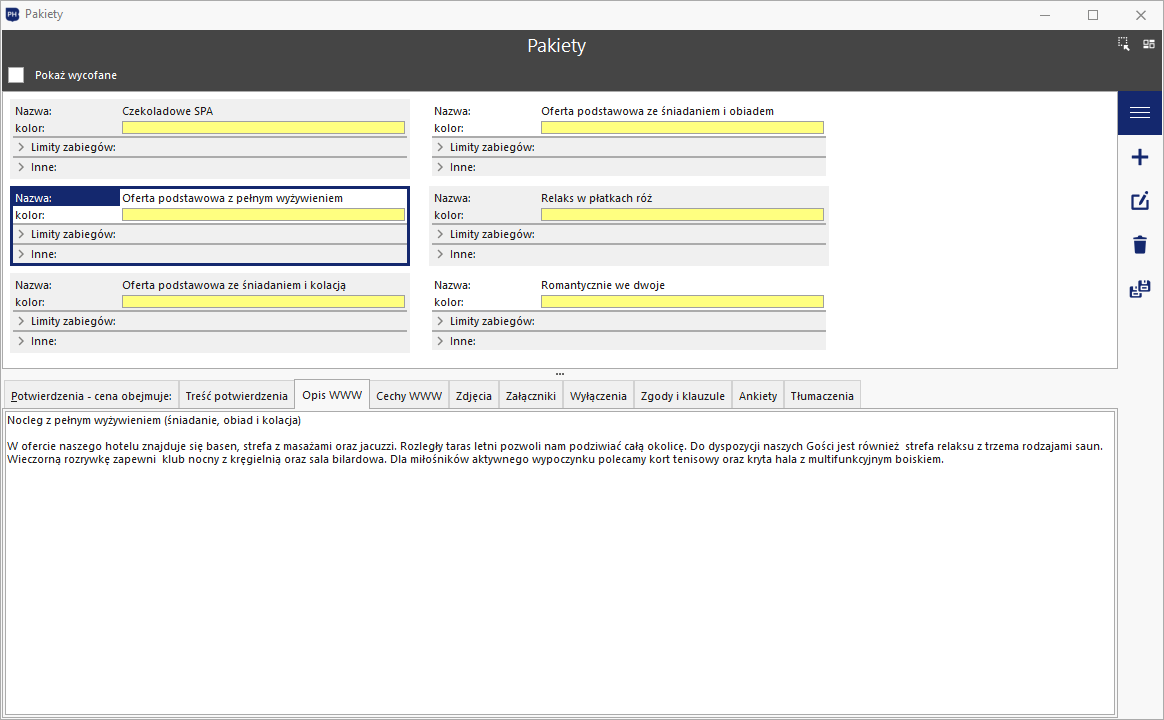 PH Pakiety
Pakiety
Pokaż wycofane
Nazwa: Czekoladowe SPA
kolor:
Limity zabiegów:
Inne:
Nazwa: Oferta podstawowa ze śniadaniem i obiadem
kolor:
Limity zabiegów:
Inne:
Nazwa: Oferta podstawowa z pełnym wyżywieniem
kolor:
Limity zabiegów:
Inne:
Nazwa: Relaks w płatkach róż
kolor:
Limity zabiegów:
Inne:
Nazwa: Oferta podstawowa ze śniadaniem i kolacją
kolor:
Limity zabiegów:
Inne:
Nazwa: Romantycznie we dwoje
kolor:
Limity zabiegów:
Inne:
Potwierdzenia - cena obejmuje: Treść potwierdzenia Opis WWW Cechy WWW Zdjęcia Załączniki Wyłączenia Zgody i klauzule Ankiety Tłumaczenia
Nocleg z pełnym wyżywieniem (śniadanie, obiad i kolacja)
W ofercie naszego hotelu znajduje się basen, strefa z masażami oraz jacuzzi. Rozległy taras letni pozwoli nam podziwiać całą okolicę. Do dyspozycji naszych Gości jest również strefa relaksu z trzema rodzajami saun.
Wieczorną rozrywkę zapewni klub nocny z kręgielnią oraz sala bilardowa. Dla miłośników aktywnego wypoczynku polecamy kort tenisowy oraz kryta hala z multifunkcyjnym boiskiem.